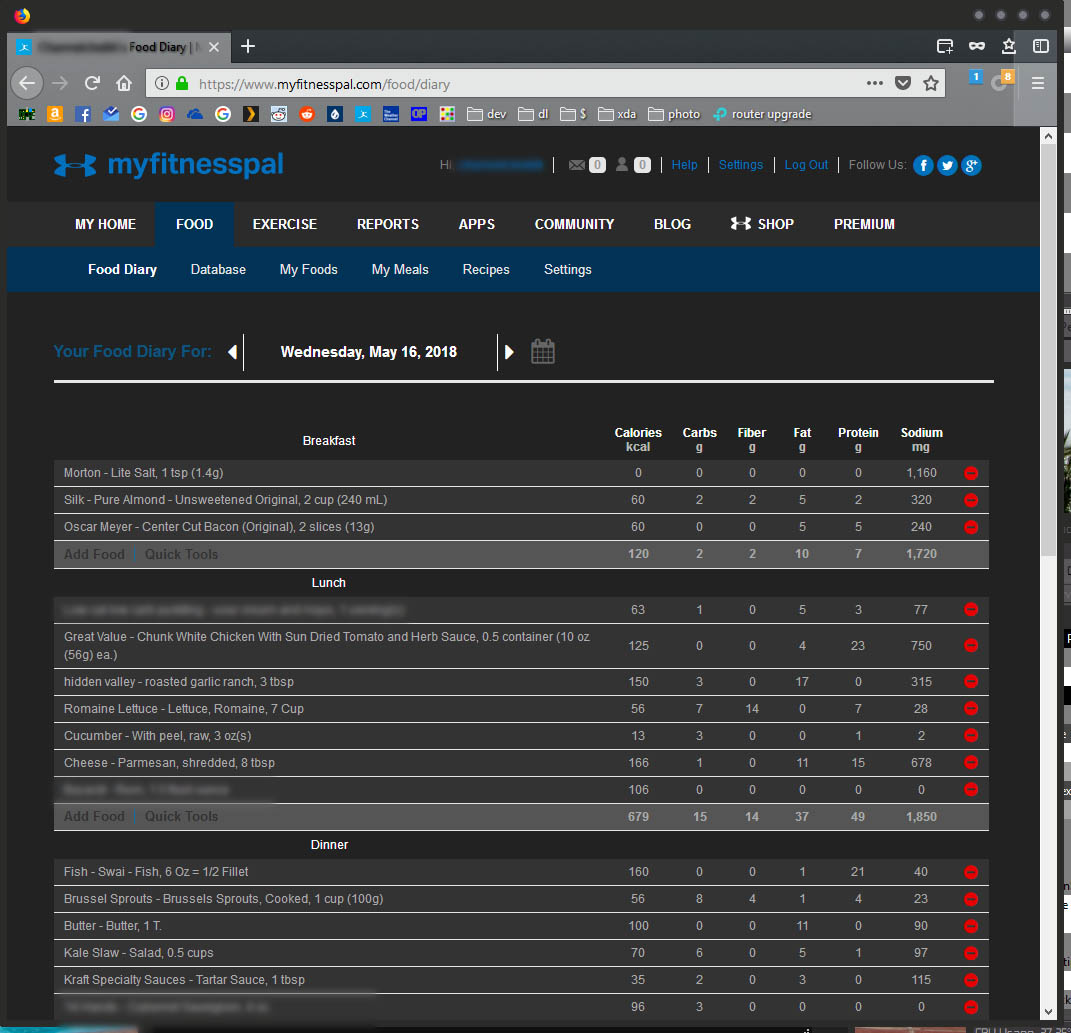 Food Diary |
https://www.myfitnesspal.com/food/diary
1
8
dev
dl
$
xda
photo
router upgrade
myfitnesspal
Hi,
0
0
Help
Settings
Log Out
Follow Us:
MY HOME
FOOD
EXERCISE
REPORTS
APPS
COMMUNITY
BLOG
SHOP
PREMIUM
Food Diary
Database
My Foods
My Meals
Recipes
Settings
Your Food Diary For:
Wednesday, May 16, 2018
Breakfast
Calories kcal
Carbs g
Fiber g
Fat g
Protein g
Sodium mg
Morton - Lite Salt, 1 tsp (1.4g) 0 0 0 0 0 1,160
Silk - Pure Almond - Unsweetened Original, 2 cup (240 mL) 60 2 2 5 2 320
Oscar Meyer - Center Cut Bacon (Original), 2 slices (13g) 60 0 0 5 5 240
Add Food Quick Tools 120 2 2 10 7 1,720
Lunch
63 1 0 5 3 77
Great Value - Chunk White Chicken With Sun Dried Tomato and Herb Sauce, 0.5 container (10 oz
(56g) ea.) 125 0 0 4 23 750
hidden valley - roasted garlic ranch, 3 tbsp 150 3 0 17 0 315
Romaine Lettuce - Lettuce, Romaine, 7 Cup 56 7 14 0 7 28
Cucumber - With peel, raw, 3 oz(s) 13 3 0 0 1 2
Cheese - Parmesan, shredded, 8 tbsp 166 1 0 11 15 678
106 0 0 0 0 0
Add Food Quick Tools 679 15 14 37 49 1,850
Dinner
Fish - Swai - Fish, 6 Oz = 1/2 Fillet 160 0 0 1 21 40
Brussel Sprouts - Brussels Sprouts, Cooked, 1 cup (100g) 56 8 4 1 4 23
Butter - Butter, 1 T. 100 0 0 11 0 90
Kale Slaw - Salad, 0.5 cups 70 6 0 5 1 97
Kraft Specialty Sauces - Tartar Sauce, 1 tbsp 35 2 0 3 0 115
96 3 0 0 0 0